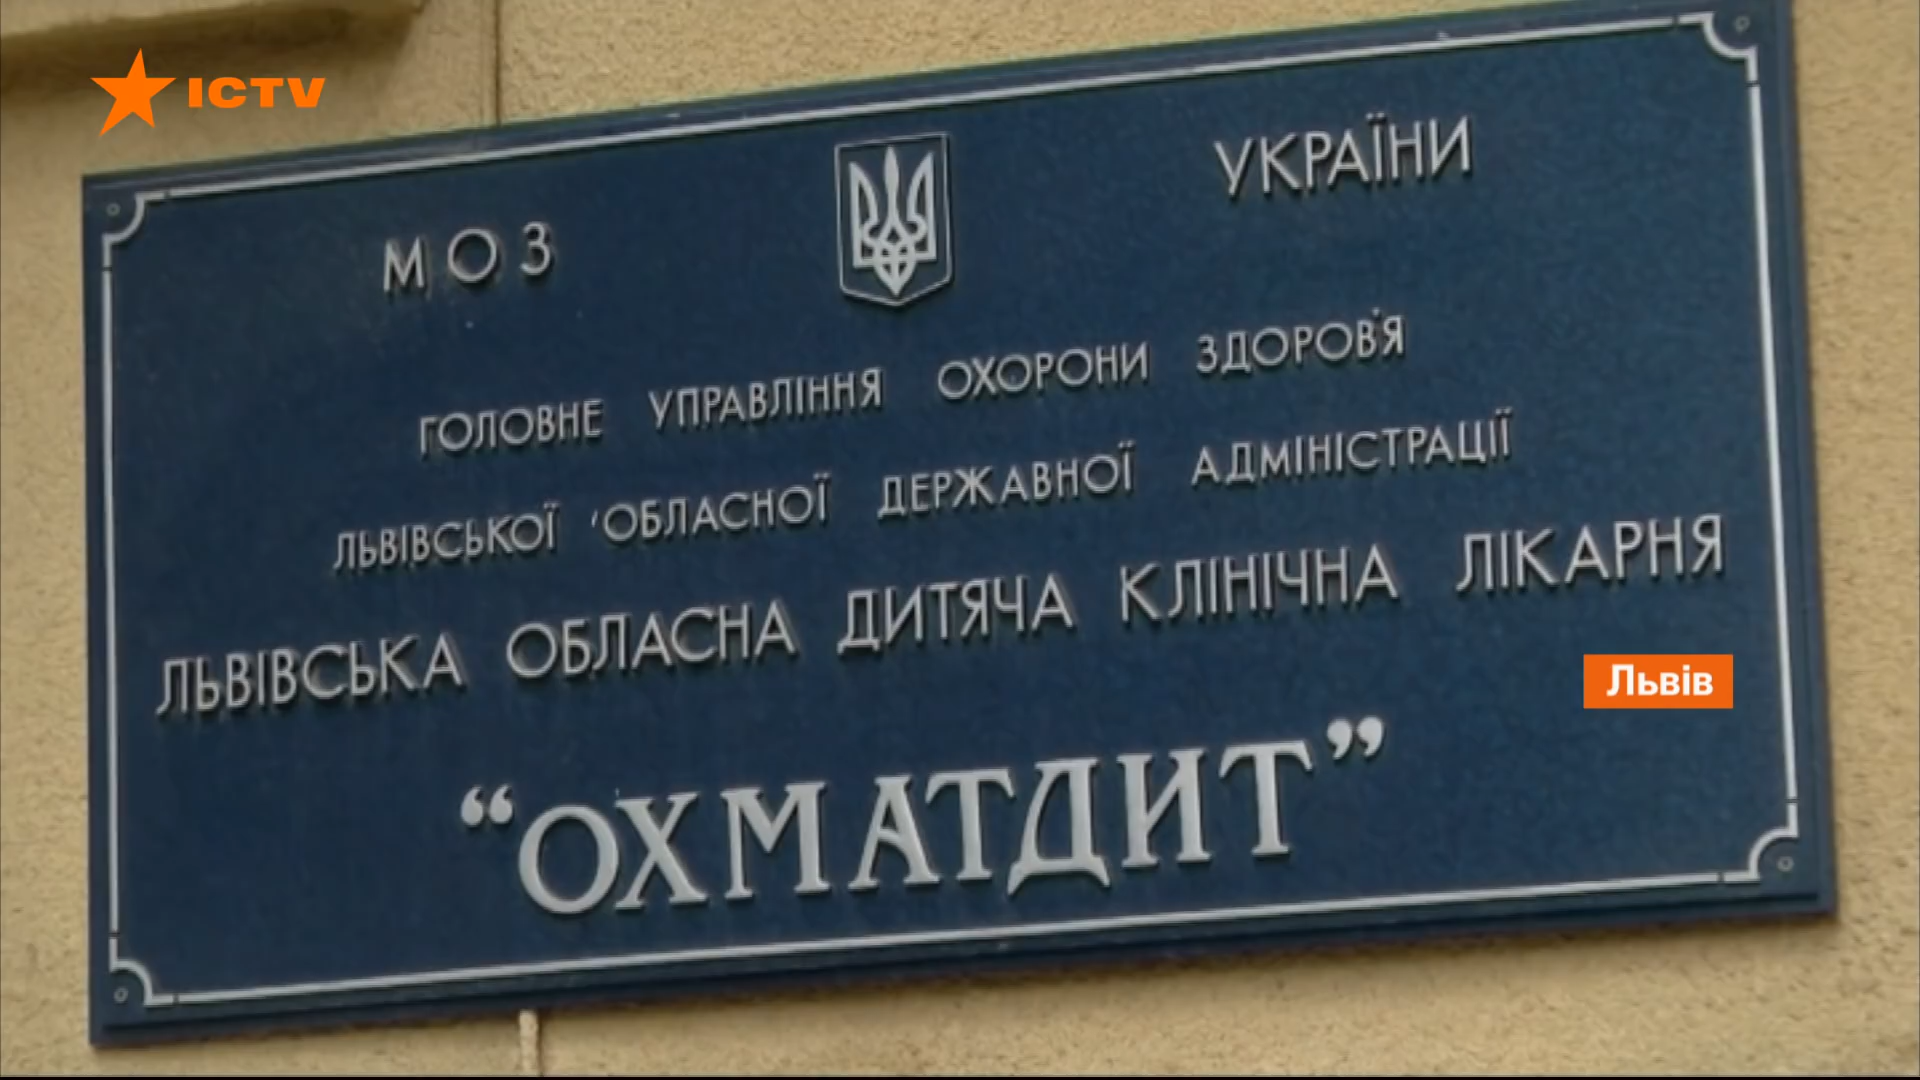 ICTV
МОЗ УКРАЇНИ
ГОЛОВНЕ УПРАВЛІННЯ ОХОРОНИ ЗДОРОВ'Я
ЛЬВІВСЬКОЇ ОБЛАСНОЇ ДЕРЖАВНОЇ АДМІНІСТРАЦІЇ
ЛЬВІВСЬКА ОБЛАСНА ДИТЯЧА КЛІНІЧНА ЛІКАРНЯ
Львів
“ОХМАТДИТ”